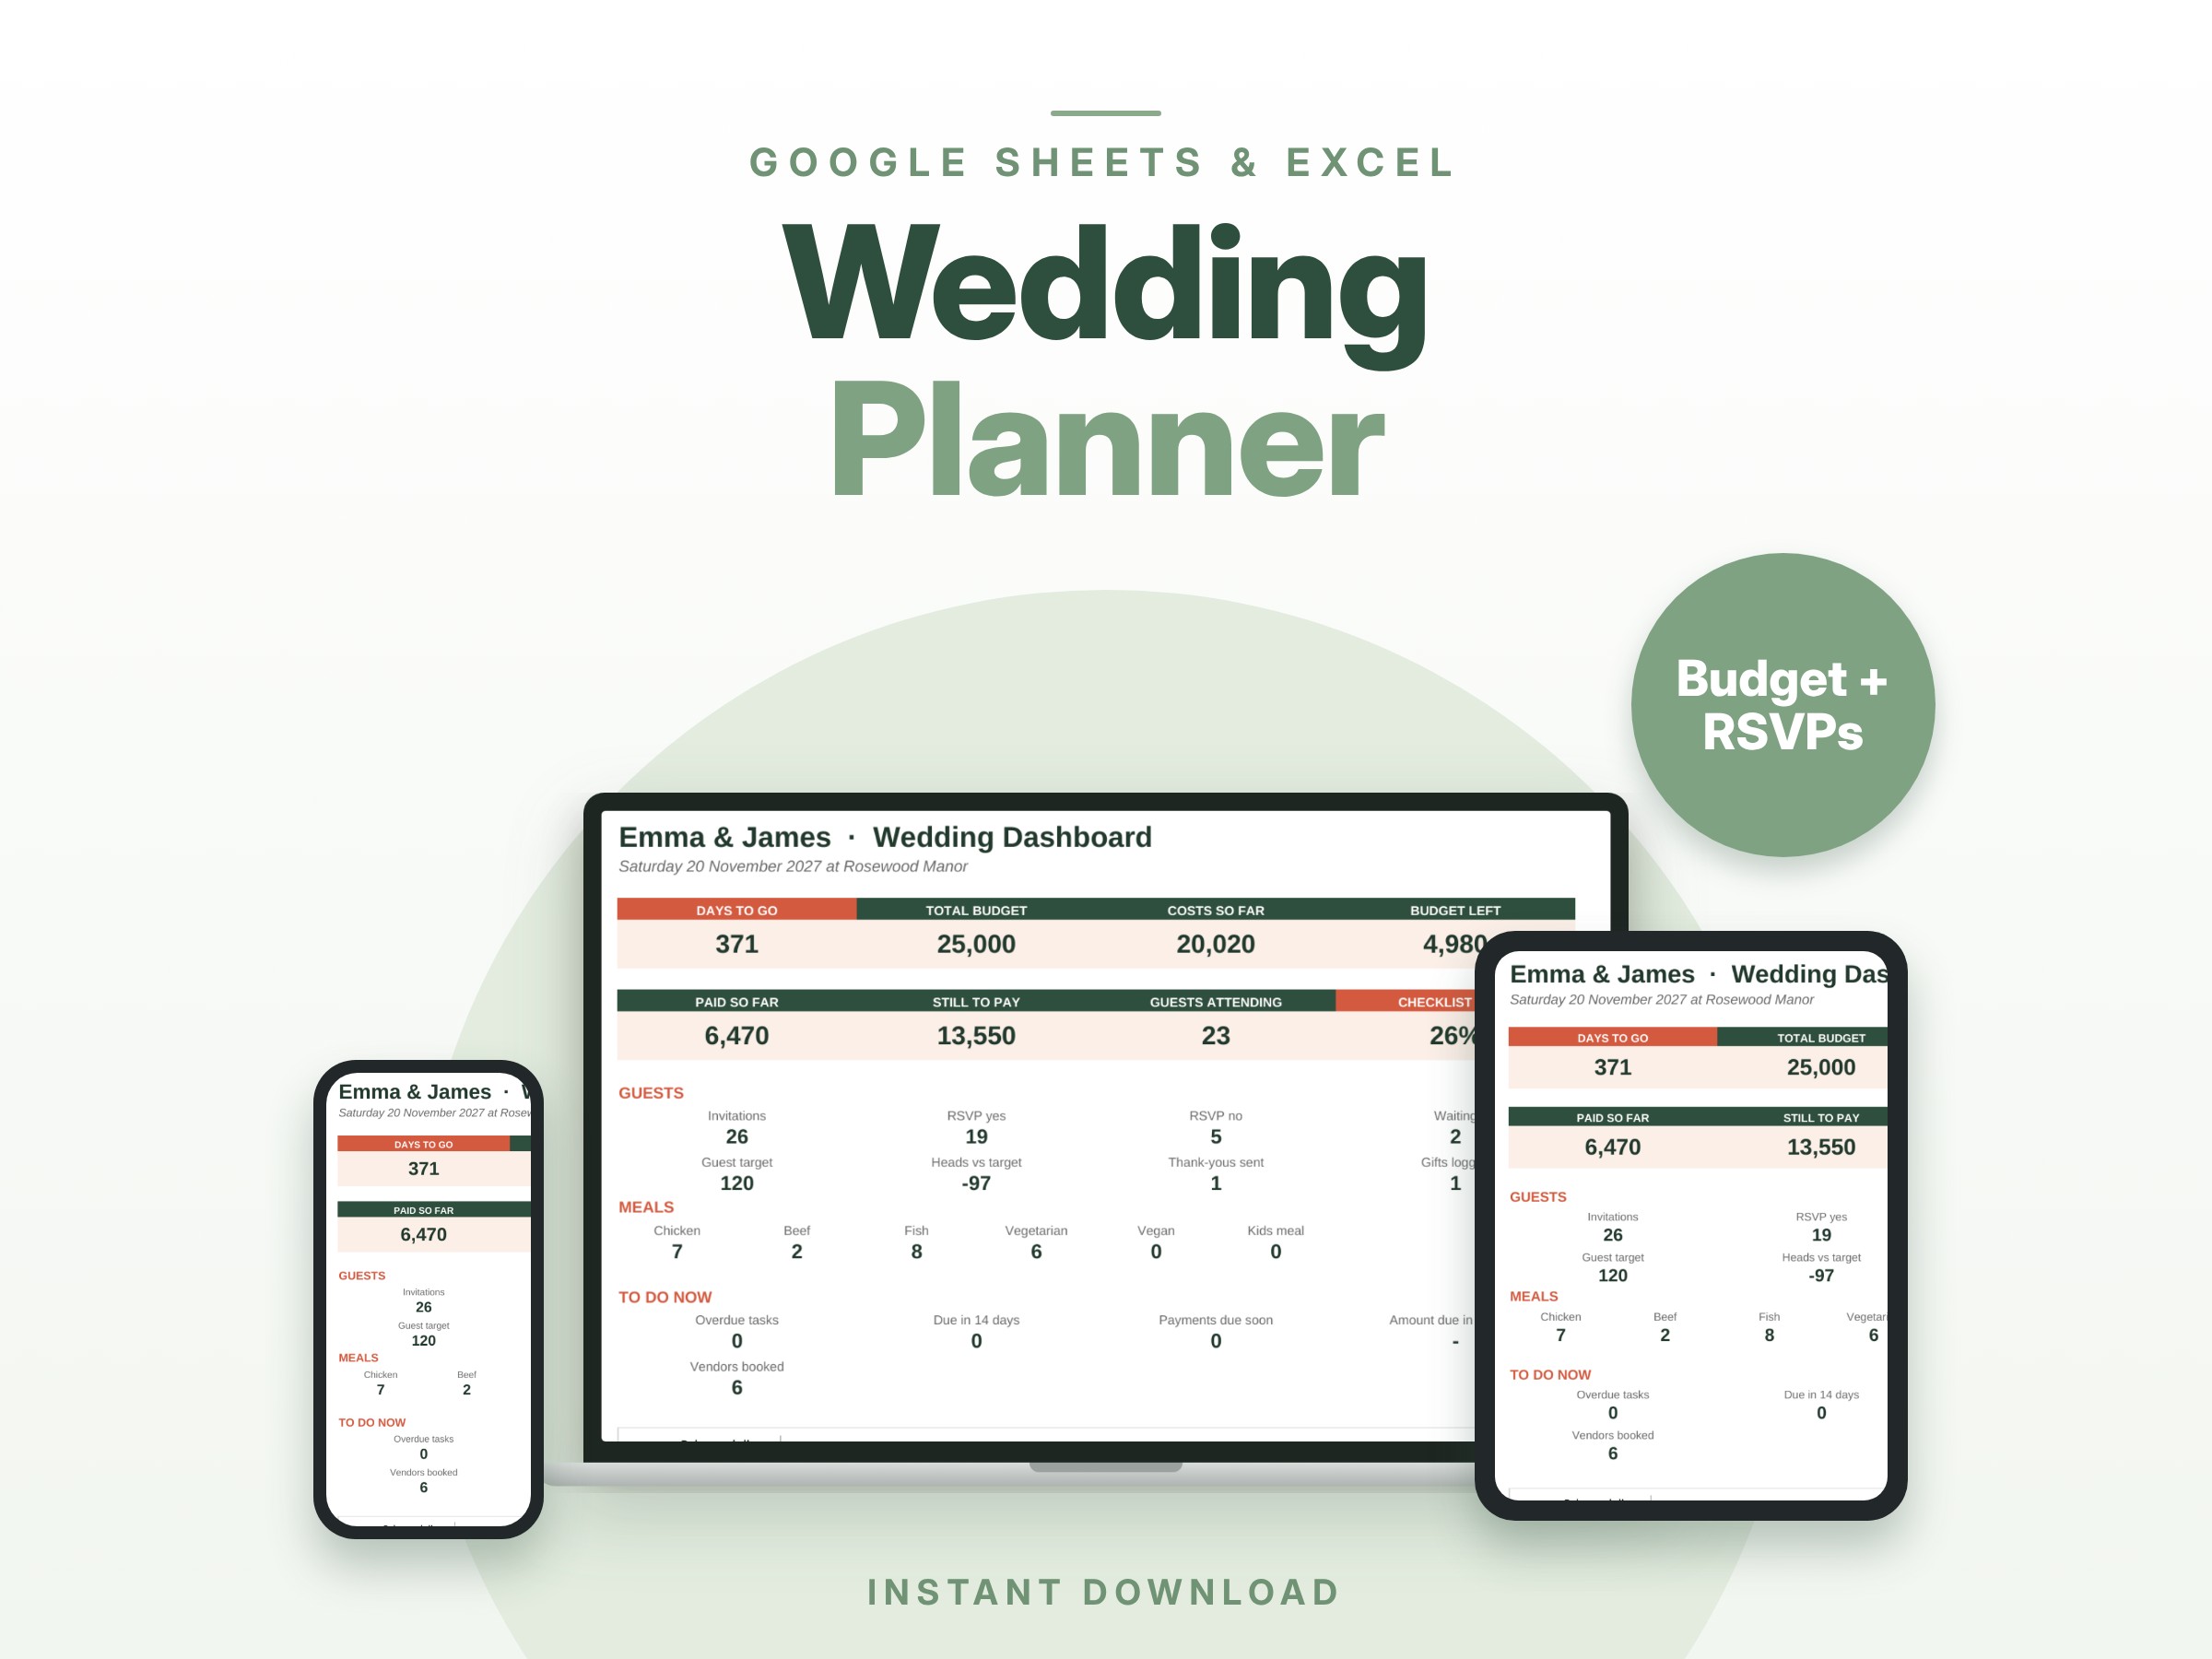 GOOGLE SHEETS & EXCEL
Wedding
Planner
Budget +
RSVPs
Emma & James · Wedding Dashboard
Saturday 20 November 2027 at Rosewood Manor
DAYS TO GO TOTAL BUDGET COSTS SO FAR BUDGET LEFT
371 25,000 20,020 4,980
PAID SO FAR STILL TO PAY GUESTS ATTENDING CHECKLIST
6,470 13,550 23 26%
GUESTS
Invitations RSVP yes RSVP no Waiting
26 19 5 2
Guest target Heads vs target Thank-yous sent Gifts
120 -97 1 1
MEALS
Chicken Beef Fish Vegetarian Vegan Kids meal
7 2 8 6 0 0
TO DO NOW
Overdue tasks Due in 14 days Payments due soon Amount due in
0 0 0 -
Vendors booked
6
Emma & James · Wedding
Saturday 20 November 2027 at Rosewood Manor
DAYS TO GO TOTAL BUDGET
371 25,000
PAID SO FAR STILL TO PAY
6,470 13,550
GUESTS
Invitations RSVP yes
26 19
Guest target Heads vs target
120 -97
MEALS
Chicken Beef Fish
7 2 8 6
TO DO NOW
Overdue tasks Due in 14 days
0 0
Vendors booked
6
Emma & James ·
Saturday 20 November 2027 at
DAYS TO GO
371
PAID SO FAR
6,470
GUESTS
Invitations
26
Guest target
120
MEALS
Chicken Beef
7 2
TO DO NOW
Overdue tasks
0
Vendors booked
6
INSTANT DOWNLOAD